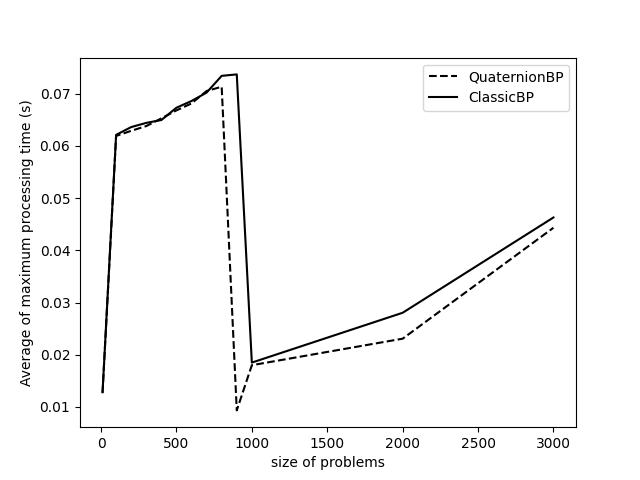 QuaternionBP
ClassicBP
Average of maximum processing time (s)
0.07
0.06
0.05
0.04
0.03
0.02
0.01
0 500 1000 1500 2000 2500 3000
size of problems